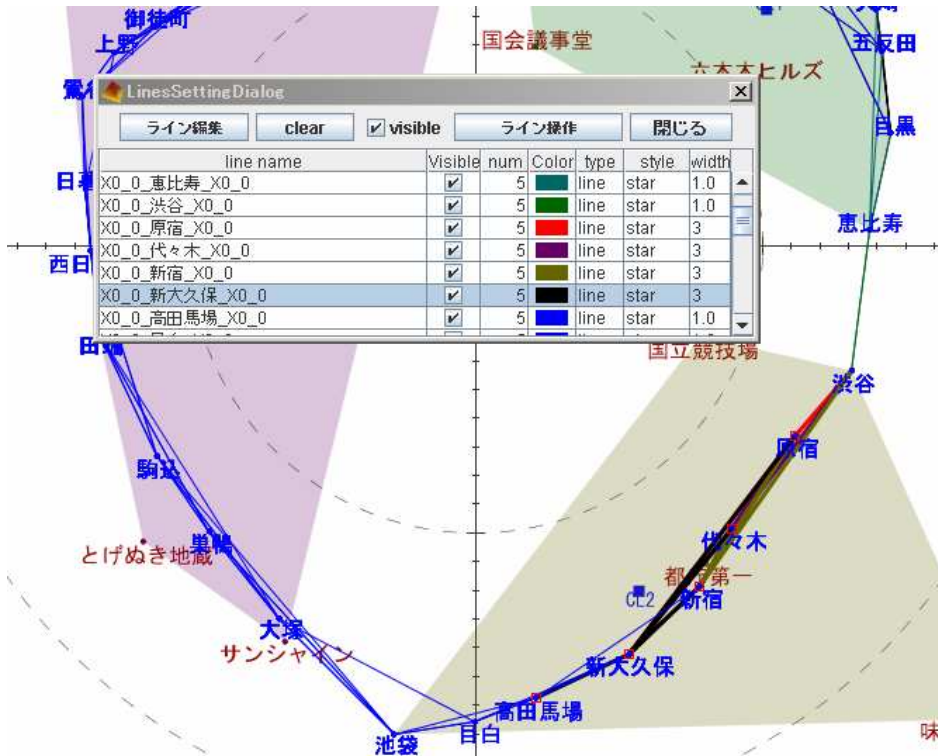 御徒町
上野
国会議事堂
五反田
六本木ヒルズ
目黒
LinesSettingDialog
ライン編集 clear visible ライン操作 閉じる
line name Visible num Color type style width
X0_0_恵比寿_X0_0 5 line star 1.0
X0_0_渋谷_X0_0 5 line star 1.0
X0_0_原宿_X0_0 5 line star 3
X0_0_代々木_X0_0 5 line star 3
X0_0_新宿_X0_0 5 line star 3
X0_0_新大久保_X0_0 5 line star 3
X0_0_高田馬場_X0_0 5 line star 1.0
恵比寿
西日
田端
国立競技場
渋谷
原宿
駒込
巣鴨
とげぬき地蔵
代々木
第一
CL2
新宿
大塚
サンシャイン
新大久保
高田馬場
目白
池袋
味